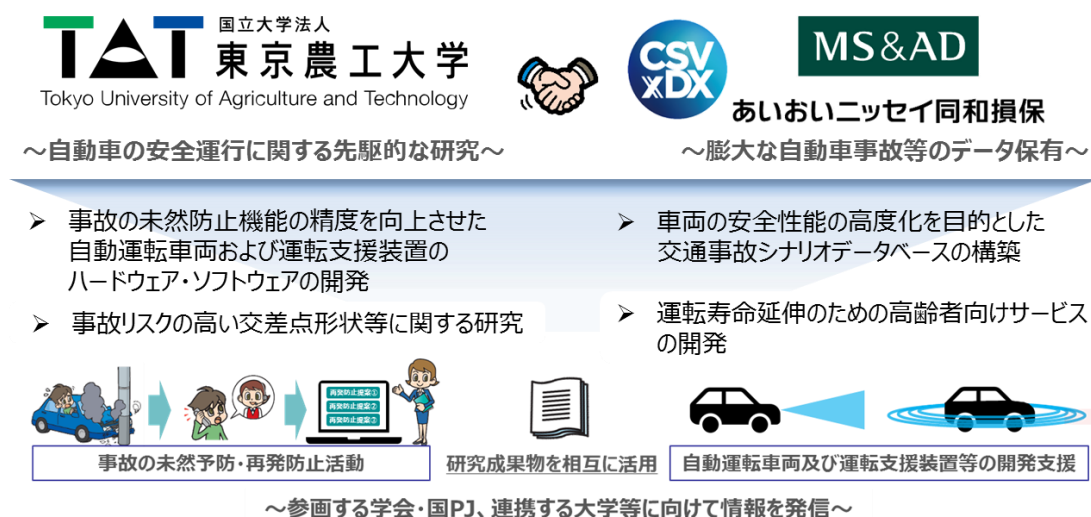 国立大学法人
TAT 東京農工大学
Tokyo University of Agriculture and Technology
CSV
×DX
MS&AD
あいおいニッセイ同和損保
～自動車の安全運行に関する先駆的な研究～
～膨大な自動車事故等のデータ保有～
➢ 事故の未然防止機能の精度を向上させた
自動運転車両および運転支援装置の
ハードウェア・ソフトウェアの開発
➢ 事故リスクの高い交差点形状等に関する研究
➢ 車両の安全性能の高度化を目的とした
交通事故シナリオデータベースの構築
➢ 運転寿命延伸のための高齢者向けサービス
の開発
再発防止提案①
再発防止提案②
再発防止提案③
事故の未然予防・再発防止活動
研究成果物を相互に活用
自動運転車両及び運転支援装置等の開発支援
～参画する学会・国PJ、連携する大学等に向けて情報を発信～